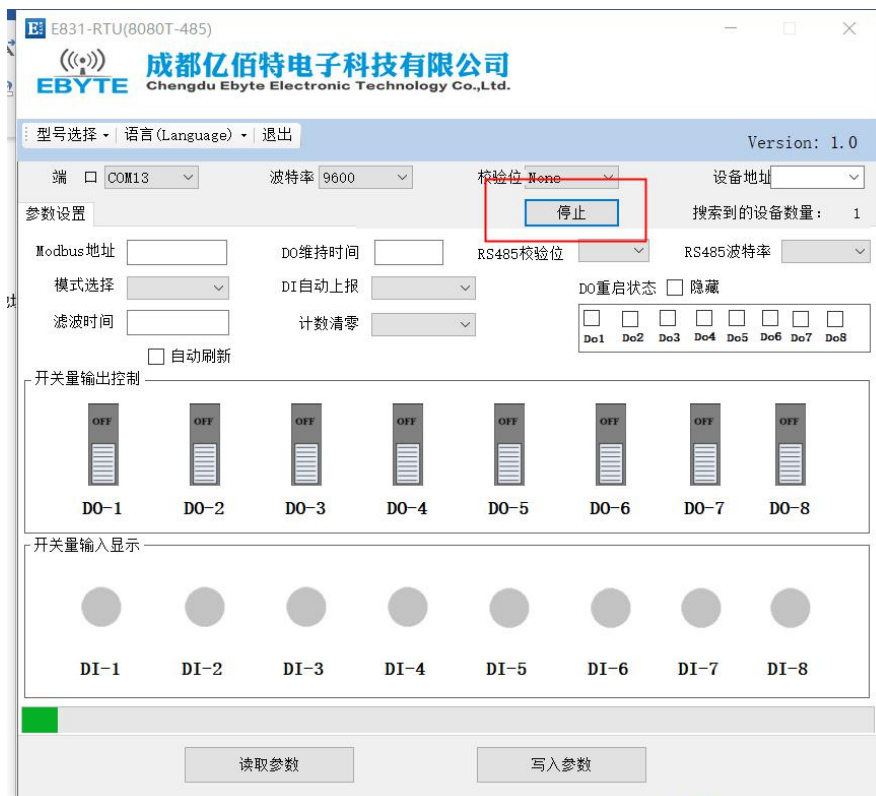 E831-RTU(8080T-485)
EBYTE
成都亿佰特电子科技有限公司
Chengdu Ebyte Electronic Technology Co.,Ltd.
型号选择 语言(Language) 退出
Version: 1.0
端 口 COM13 波特率 9600 校验位 None 设备地址
参数设置 停止 搜索到的设备数量: 1
Modbus地址 DO维持时间 RS485校验位 RS485波特率
模式选择 DI自动上报 DO重启状态 隐藏
滤波时间 计数清零
Do1 Do2 Do3 Do4 Do5 Do6 Do7 Do8
自动刷新
开关量输出控制
OFF OFF OFF OFF OFF OFF OFF OFF
DO-1 DO-2 DO-3 DO-4 DO-5 DO-6 DO-7 DO-8
开关量输入显示
DI-1 DI-2 DI-3 DI-4 DI-5 DI-6 DI-7 DI-8
读取参数 写入参数